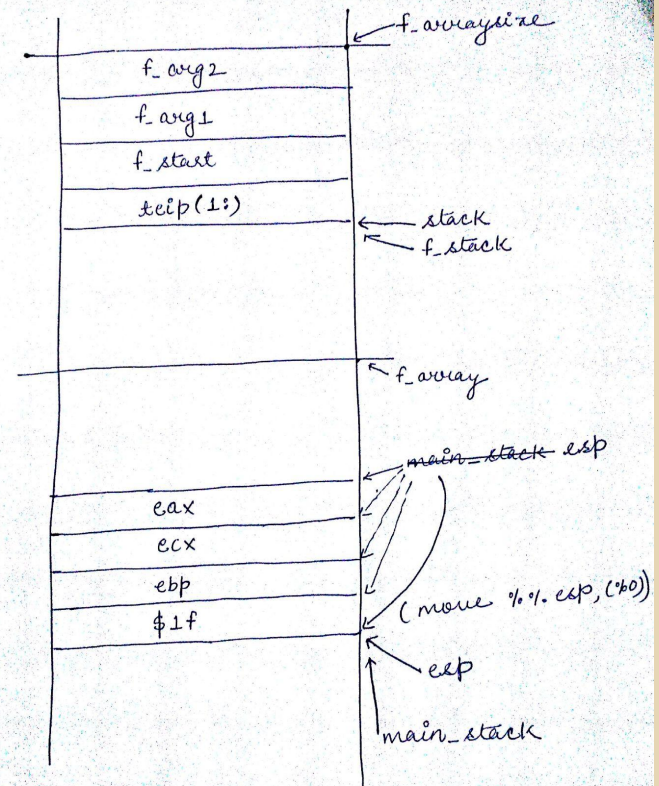 f_arraysize
f_arg2
f_arg1
f_start
teip(1:)
stack
f_stack
f_array
main_stack esp
eax
ecx
ebp
$1f
(move %% esp, (%0))
esp
main_stack